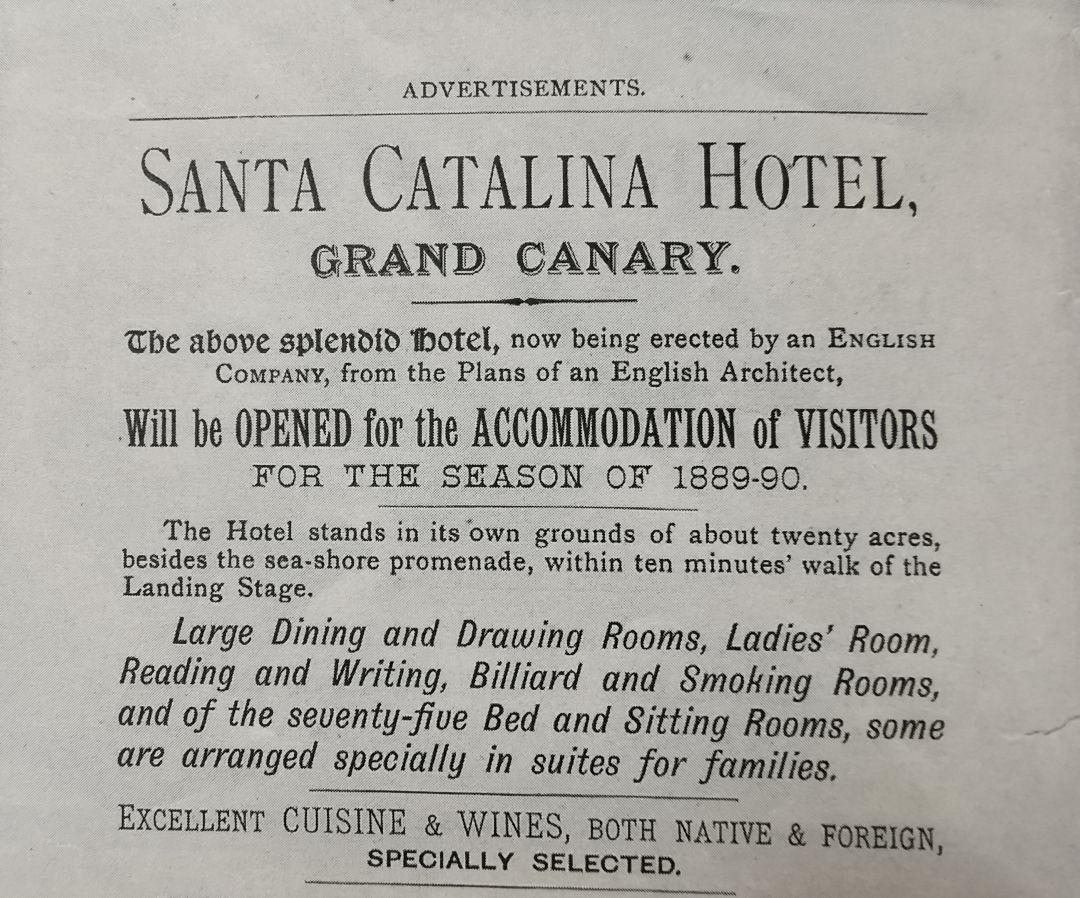 ADVERTISEMENTS.
SANTA CATALINA HOTEL,
GRAND CANARY.
The above splendid Hotel, now being erected by an ENGLISH
COMPANY, from the Plans of an English Architect,
Will be OPENED for the ACCOMMODATION of VISITORS
FOR THE SEASON OF 1889-90.
The Hotel stands in its own grounds of about twenty acres,
besides the sea-shore promenade, within ten minutes' walk of the
Landing Stage.
Large Dining and Drawing Rooms, Ladies' Room,
Reading and Writing, Billiard and Smoking Rooms,
and of the seventy-five Bed and Sitting Rooms, some
are arranged specially in suites for families.
EXCELLENT CUISINE & WINES, BOTH NATIVE & FOREIGN,
SPECIALLY SELECTED.